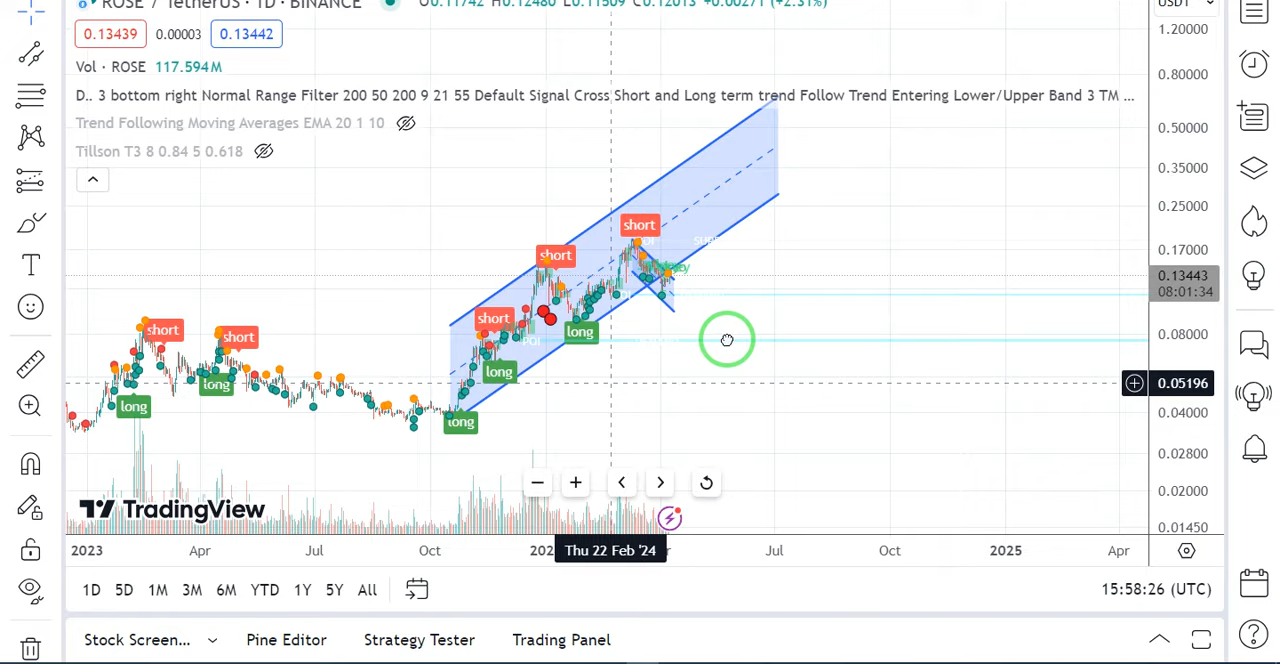 ROSE / TetherUS · 1D · BINANCE O0.11742 H0.12480 L0.11509 C0.12013 +0.00271 (+2.31%) USDT
0.13439 0.00003 0.13442
Vol · ROSE 117.594M
D.. 3 bottom right Normal Range Filter 200 50 200 9 21 55 Default Signal Cross Short and Long term trend Follow Trend Entering Lower/Upper Band 3 TM ...
Trend Following Moving Averages EMA 20 1 10
Tillson T3 8 0.84 5 0.618
1.20000
0.80000
0.50000
0.35000
0.25000
0.17000
0.13443
08:01:34
0.08000
0.05196
0.04000
0.02800
0.02000
0.01450
short
short
short
short
short
long
long
long
long
long
POI
TradingView
2023 Apr Jul Oct Thu 22 Feb '24 Jul Oct 2025 Apr
1D 5D 1M 3M 6M YTD 1Y 5Y All 15:58:26 (UTC)
Stock Screen... Pine Editor Strategy Tester Trading Panel